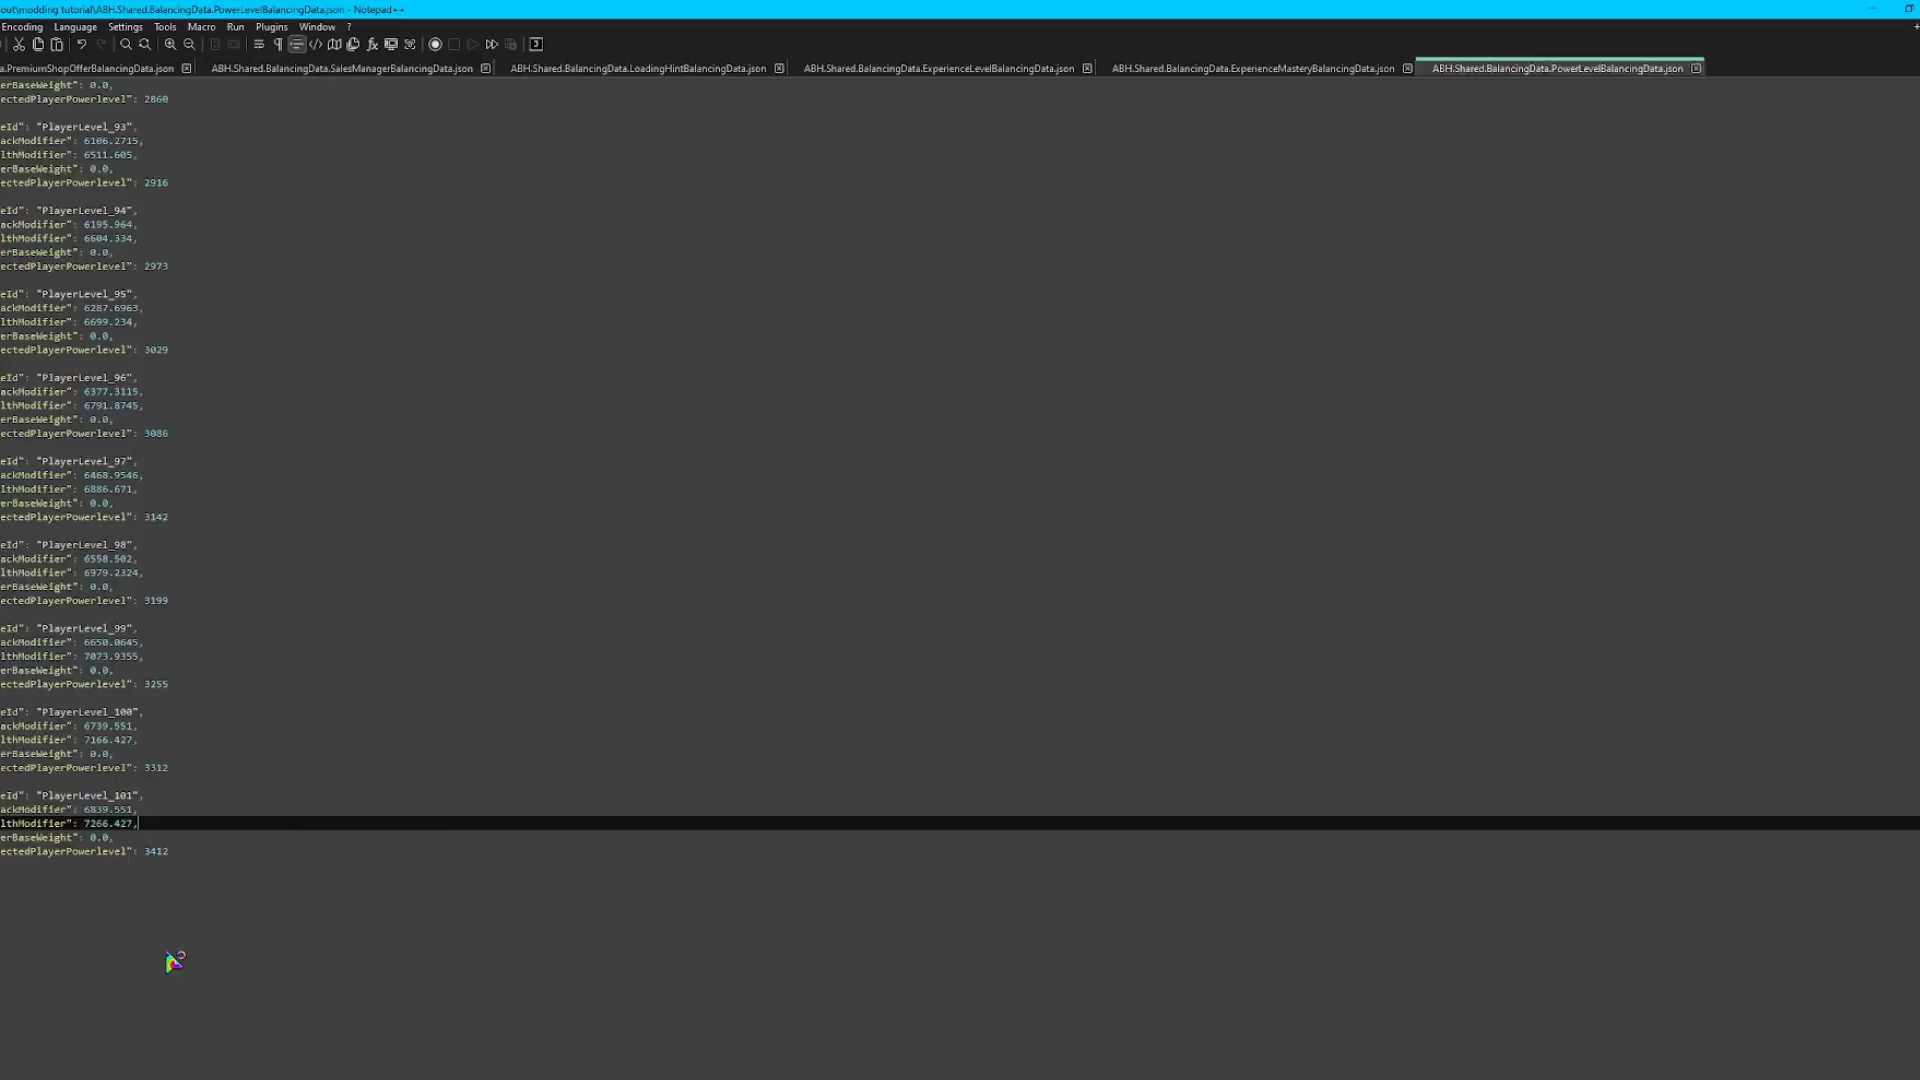 out\modding tutorial\ABH.Shared.BalancingData.PowerLevelBalancingData.json - Notepad++
Encoding Language Settings Tools Macro Run Plugins Window ?
a.PremiumShopOfferBalancingData.json ABH.Shared.BalancingData.SalesManagerBalancingData.json ABH.Shared.BalancingData.LoadingHintBalancingData.json ABH.Shared.BalancingData.ExperienceLevelBalancingData.json ABH.Shared.BalancingData.ExperienceMasteryBalancingData.json ABH.Shared.BalancingData.PowerLevelBalancingData.json
erBaseWeight": 0.0,
ectedPlayerPowerlevel": 2860
eId": "PlayerLevel_93",
ackModifier": 6106.2715,
lthModifier": 6511.605,
erBaseWeight": 0.0,
ectedPlayerPowerlevel": 2916
eId": "PlayerLevel_94",
ackModifier": 6195.964,
lthModifier": 6604.334,
erBaseWeight": 0.0,
ectedPlayerPowerlevel": 2973
eId": "PlayerLevel_95",
ackModifier": 6287.6963,
lthModifier": 6699.234,
erBaseWeight": 0.0,
ectedPlayerPowerlevel": 3029
eId": "PlayerLevel_96",
ackModifier": 6377.3115,
lthModifier": 6791.8745,
erBaseWeight": 0.0,
ectedPlayerPowerlevel": 3086
eId": "PlayerLevel_97",
ackModifier": 6468.9546,
lthModifier": 6886.671,
erBaseWeight": 0.0,
ectedPlayerPowerlevel": 3142
eId": "PlayerLevel_98",
ackModifier": 6558.502,
lthModifier": 6979.2324,
erBaseWeight": 0.0,
ectedPlayerPowerlevel": 3199
eId": "PlayerLevel_99",
ackModifier": 6650.0645,
lthModifier": 7073.9355,
erBaseWeight": 0.0,
ectedPlayerPowerlevel": 3255
eId": "PlayerLevel_100",
ackModifier": 6739.551,
lthModifier": 7166.427,
erBaseWeight": 0.0,
ectedPlayerPowerlevel": 3312
eId": "PlayerLevel_101",
ackModifier": 6839.551,
lthModifier": 7266.427,
erBaseWeight": 0.0,
ectedPlayerPowerlevel": 3412